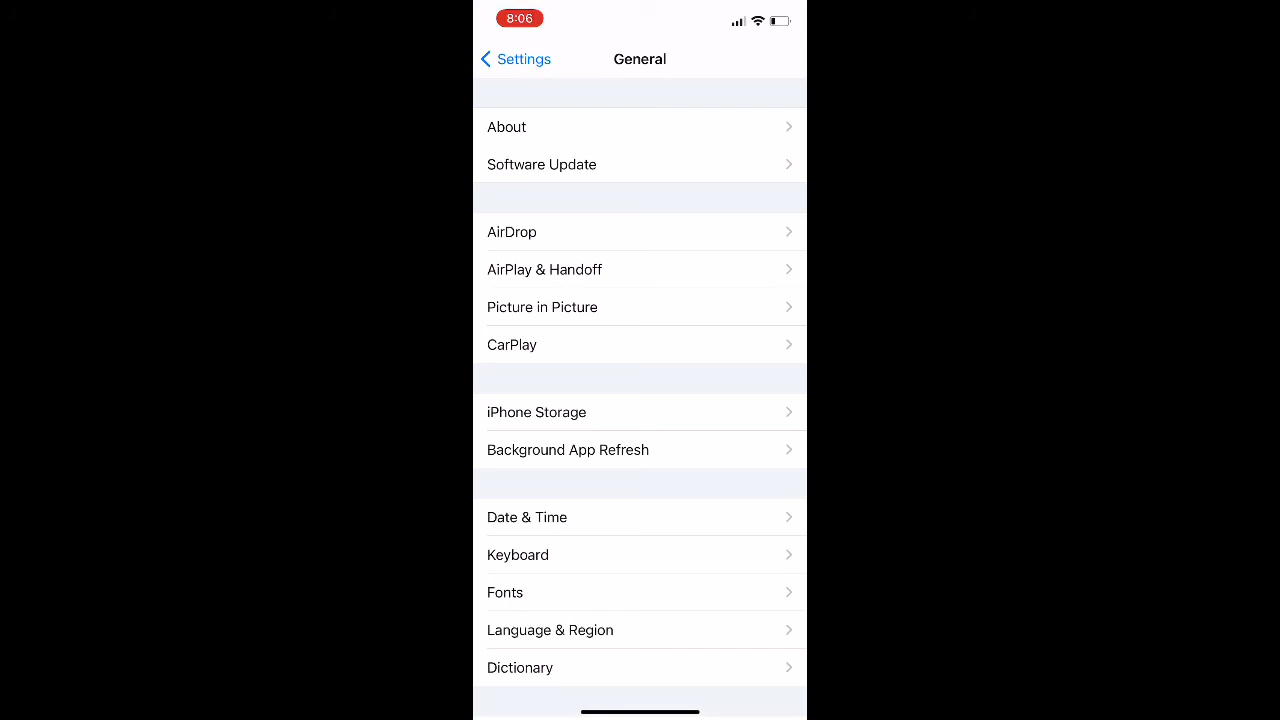 8:06
Settings
General
About
Software Update
AirDrop
AirPlay & Handoff
Picture in Picture
CarPlay
iPhone Storage
Background App Refresh
Date & Time
Keyboard
Fonts
Language & Region
Dictionary